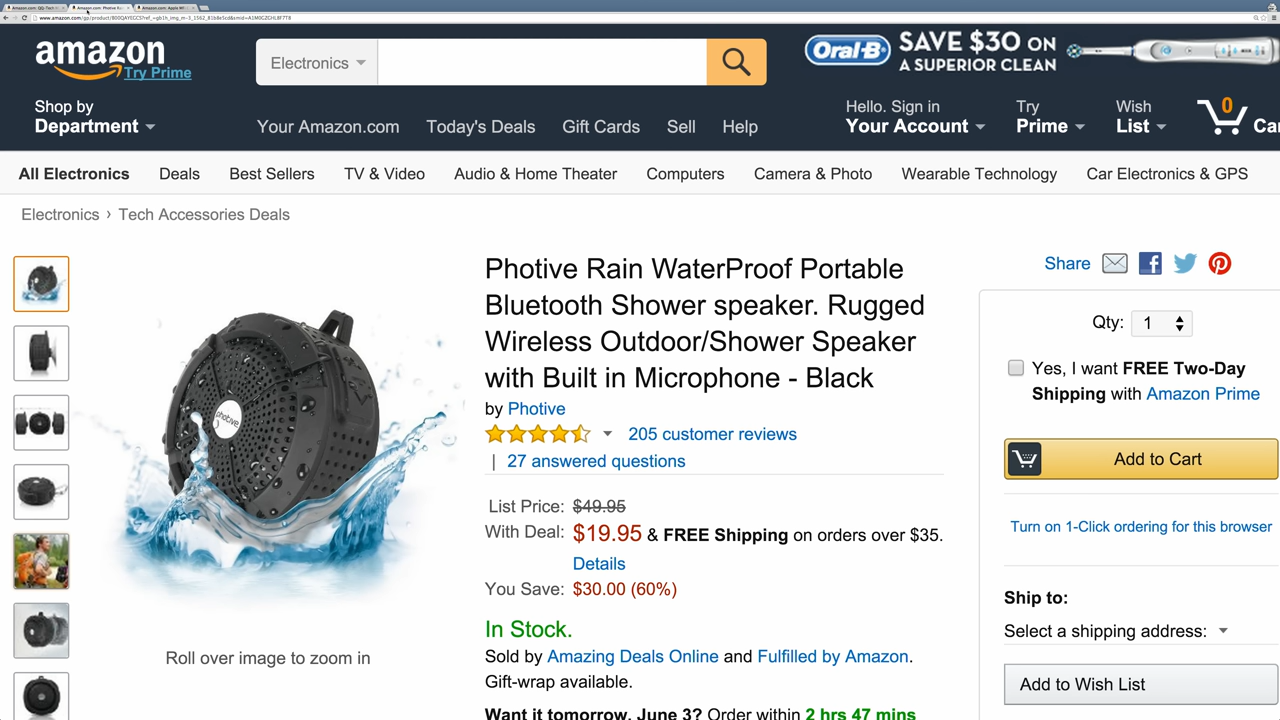 Amazon.com: Photive Rain
Amazon.com: Apple
amazon
Try Prime
Electronics
Oral-B
SAVE $30 ON
A SUPERIOR CLEAN
Shop by
Department
Your Amazon.com
Today's Deals
Gift Cards
Sell
Help
Hello. Sign in
Your Account
Try
Prime
Wish
List
0
Car
All Electronics
Deals
Best Sellers
TV & Video
Audio & Home Theater
Computers
Camera & Photo
Wearable Technology
Car Electronics & GPS
Electronics › Tech Accessories Deals
photive
Roll over image to zoom in
Photive Rain WaterProof Portable
Bluetooth Shower speaker. Rugged
Wireless Outdoor/Shower Speaker
with Built in Microphone - Black
by Photive
205 customer reviews
| 27 answered questions
List Price: $49.95
With Deal: $19.95 & FREE Shipping on orders over $35.
Details
You Save: $30.00 (60%)
In Stock.
Sold by Amazing Deals Online and Fulfilled by Amazon.
Gift-wrap available.
Want it tomorrow, June 3? Order within 2 hrs 47 mins
Share
Qty: 1
Yes, I want FREE Two-Day
Shipping with Amazon Prime
Add to Cart
Turn on 1-Click ordering for this browser
Ship to:
Select a shipping address:
Add to Wish List